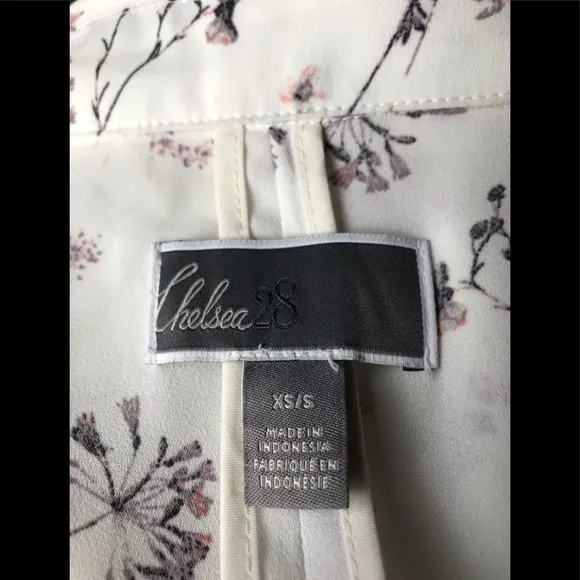 Chelsea28
XS/S
MADE IN
INDONESIA
FABRIQUÉ EN
INDONÉSIE